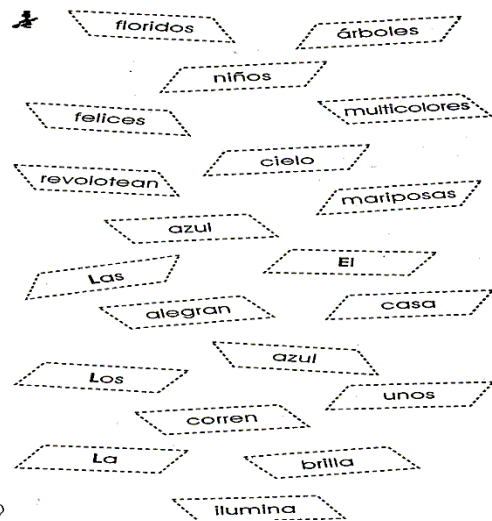 floridos
árboles
niños
felices
multicolores
cielo
revolotean
mariposas
azul
El
Las
alegran
casa
azul
Los
unos
corren
La
brilla
ilumina